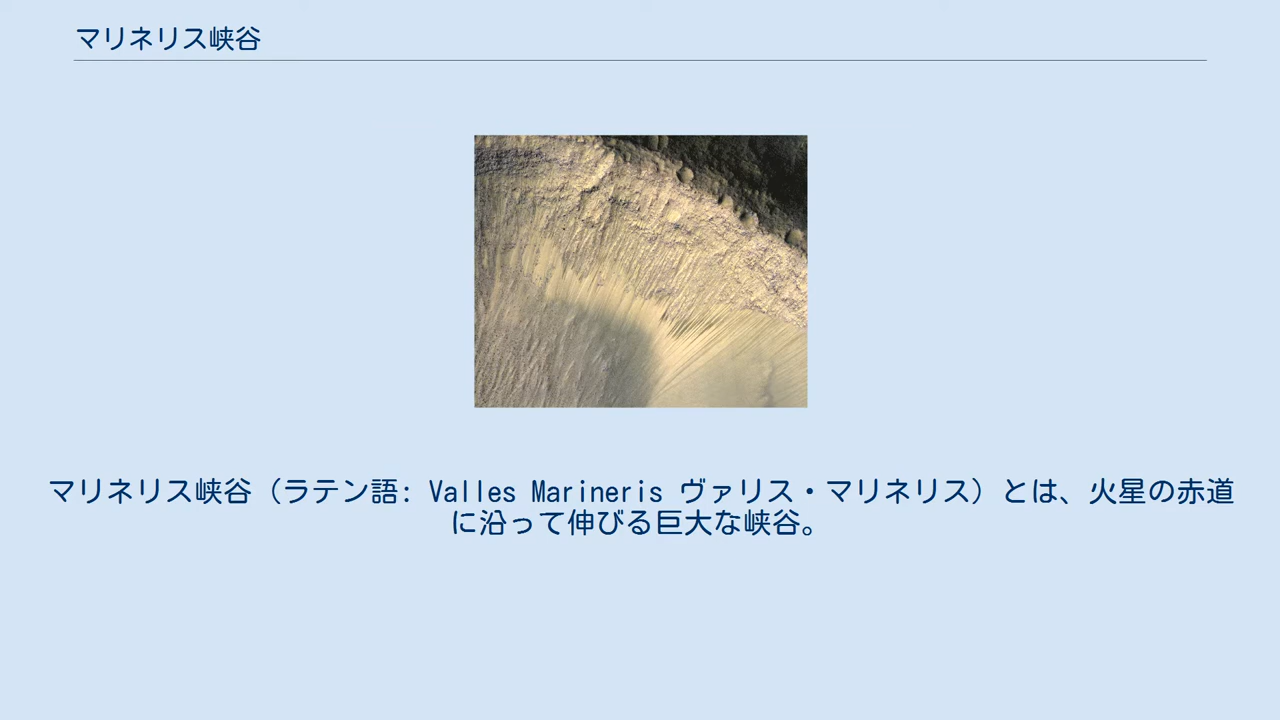 マリネリス峡谷
マリネリス峡谷（ラテン語: Valles Marineris ヴァリス・マリネリス）とは、火星の赤道
に沿って伸びる巨大な峡谷。